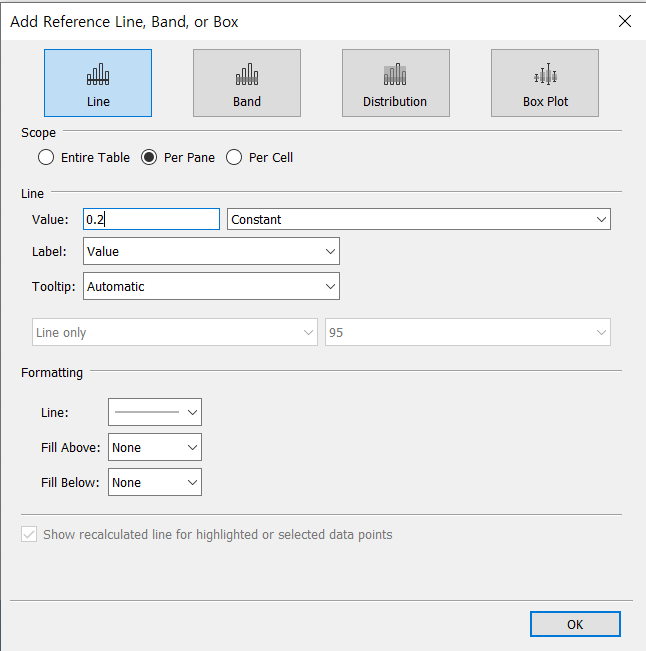 Add Reference Line, Band, or Box
Line Band Distribution Box Plot
Scope
Entire Table Per Pane Per Cell
Line
Value: 0.2 Constant
Label: Value
Tooltip: Automatic
Line only 95
Formatting
Line:
Fill Above: None
Fill Below: None
Show recalculated line for highlighted or selected data points
OK